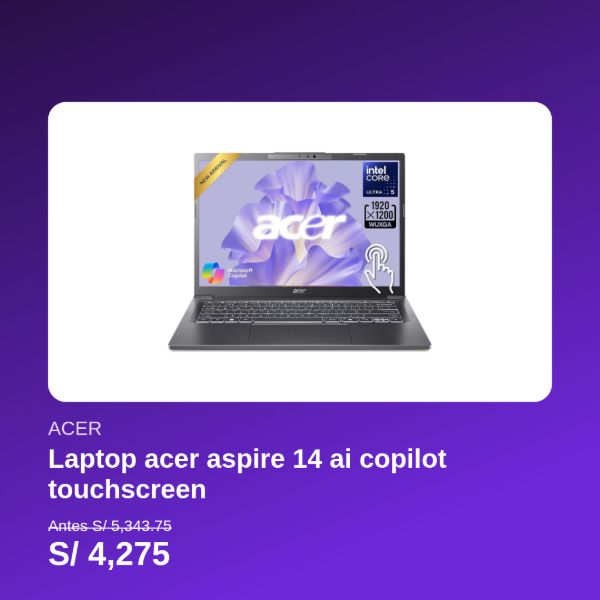 NEW ARRIVAL
intel
CORE
ULTRA 5
1920
×1200
WUXGA
acer
Microsoft
Copilot
acer
ACER
Laptop acer aspire 14 ai copilot
touchscreen
Antes S/ 5,343.75
S/ 4,275